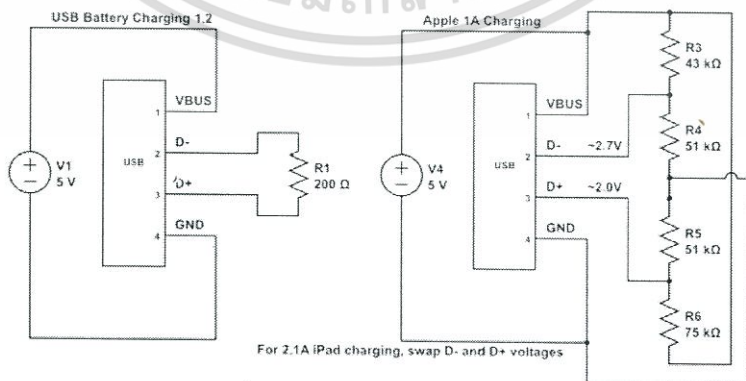 USB Battery Charging 1.2
VBUS
1
D-
2
USB
D+
3
GND
4
V1
5 V
R1
200 Ω
Apple 1A Charging
VBUS
1
D-
~2.7V
2
USB
D+
~2.0V
3
GND
4
V4
5 V
R3
43 kΩ
R4
51 kΩ
R5
51 kΩ
R6
75 kΩ
For 2.1A iPad charging, swap D- and D+ voltages